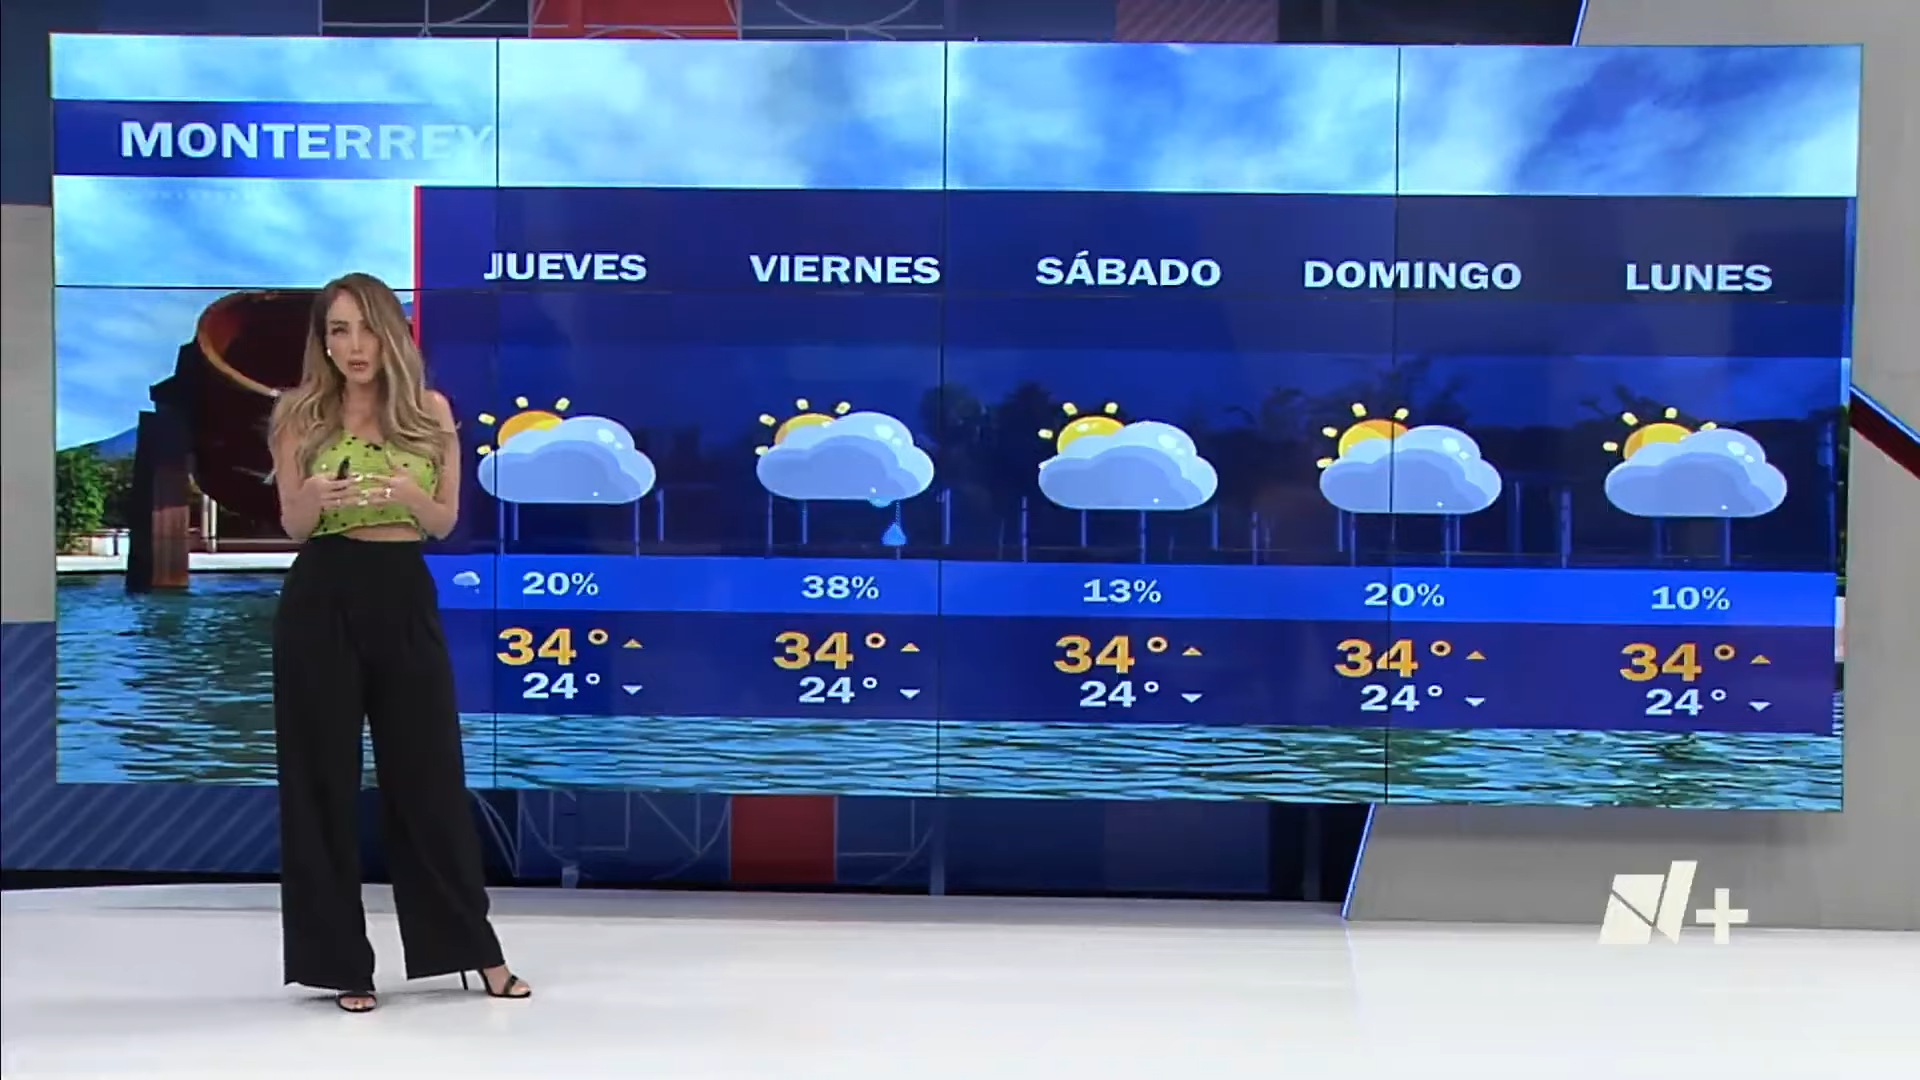 MONTERREY
JUEVES VIERNES SÁBADO DOMINGO LUNES
20% 38% 13% 20% 10%
34° 34° 34° 34° 34°
24° 24° 24° 24° 24°
N+